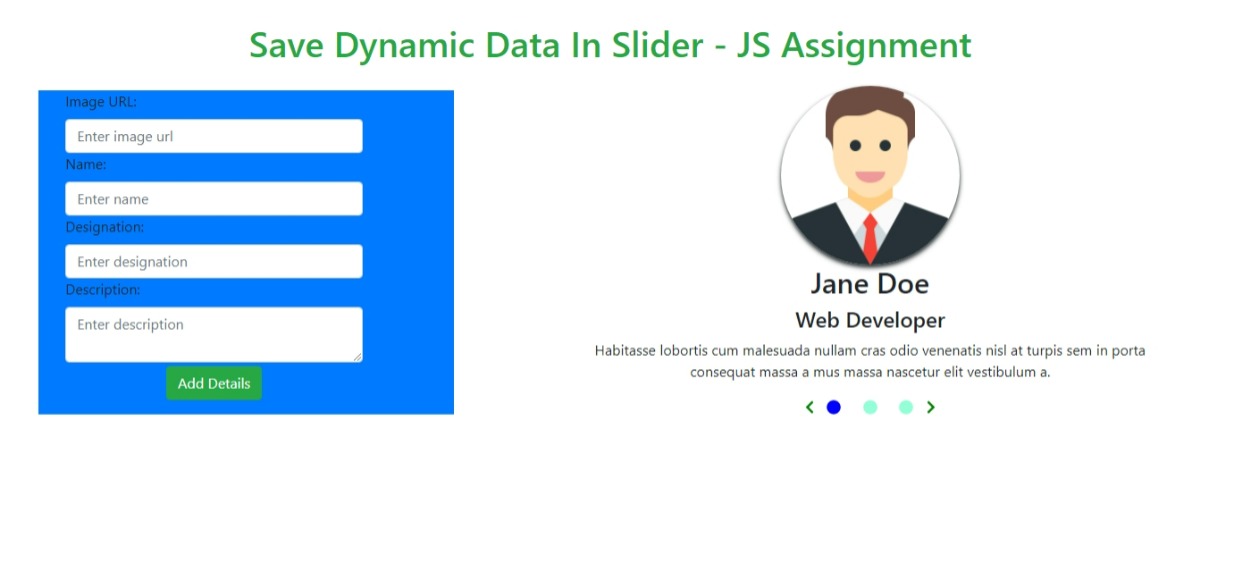 Save Dynamic Data In Slider - JS Assignment
Image URL:
Enter image url
Name:
Enter name
Designation:
Enter designation
Description:
Enter description
Add Details
Jane Doe
Web Developer
Habitasse lobortis cum malesuada nullam cras odio venenatis nisl at turpis sem in porta
consequat massa a mus massa nascetur elit vestibulum a.